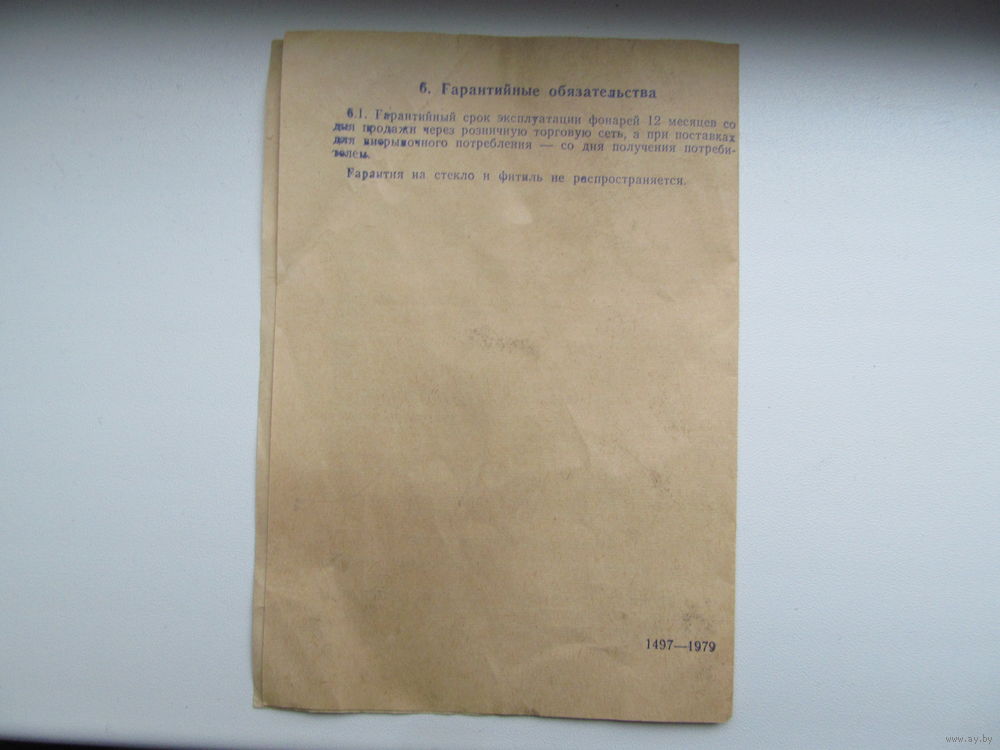 6. Гарантийные обязательства
6.1. Гарантийный срок эксплуатации фонарей 12 месяцев со
дня продажи через розничную торговую сеть, а при поставках
для внерыночного потребления — со дня получения потреби-
телем.
Гарантия на стекло и фитиль не распространяется.
1497—1979
www.ay.by